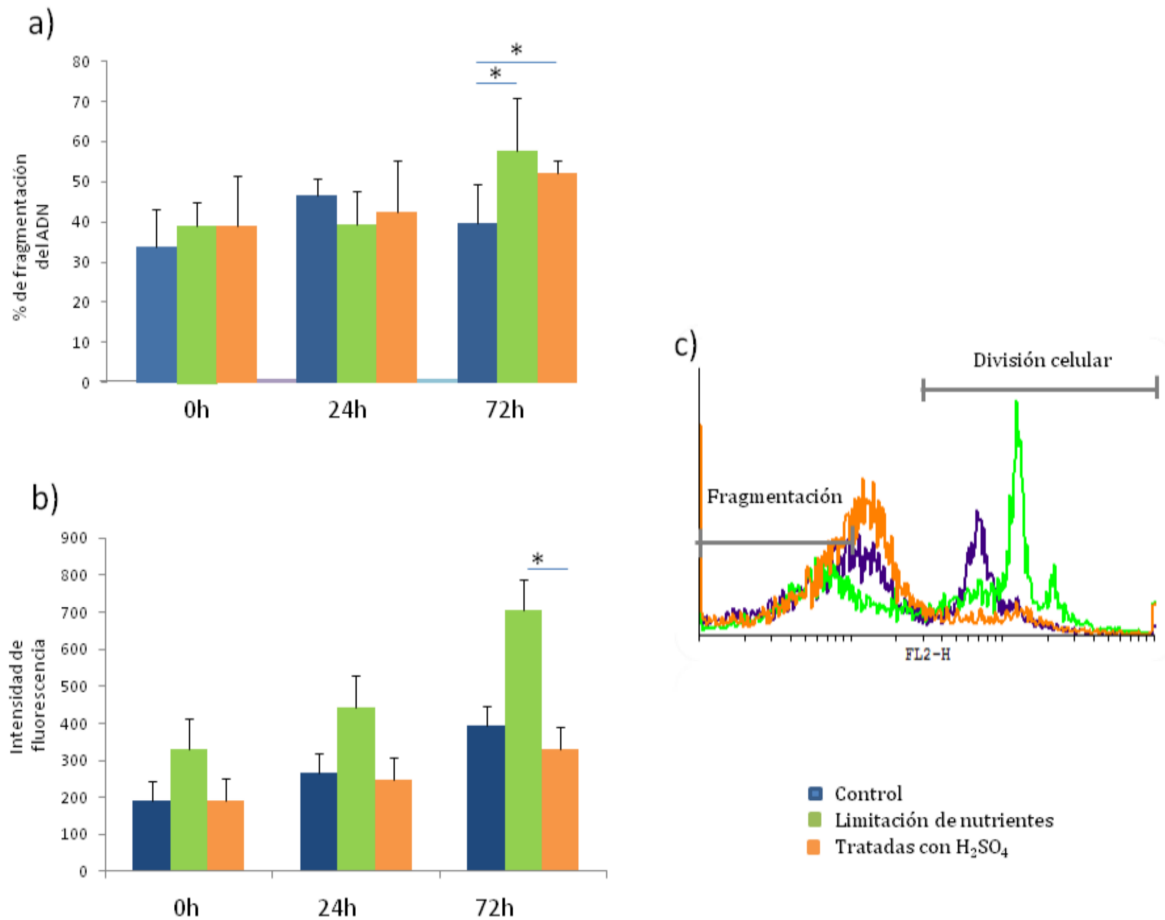 a)
80
70
60
50
40
30
20
10
0
% de fragmentación
del ADN
*
*
0h
24h
72h
b)
900
800
700
600
500
400
300
200
100
0
Intensidad de
fluorescencia
*
0h
24h
72h
c)
División celular
Fragmentación
FL2-H
Control
Limitación de nutrientes
Tratadas con H₂SO₄